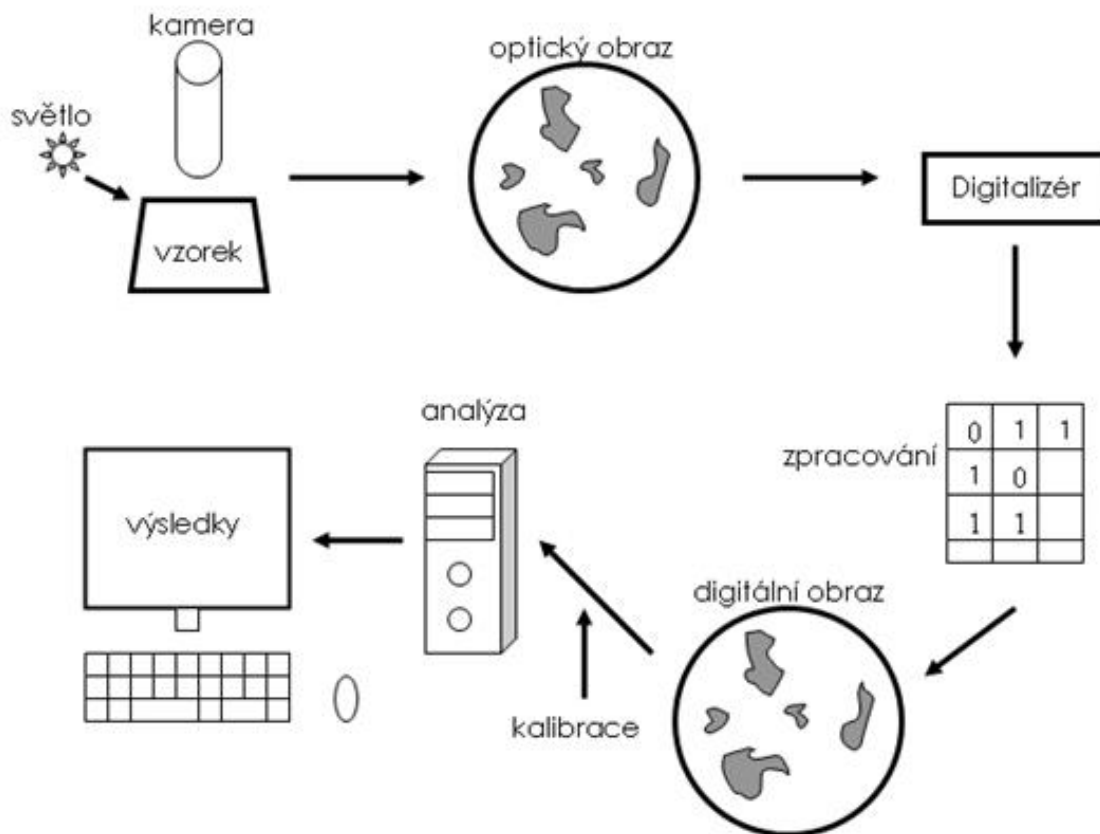 kamera
světlo
vzorek
optický obraz
Digitalizér
zpracování
0 1 1
1 0
1 1
digitální obraz
kalibrace
analýza
výsledky